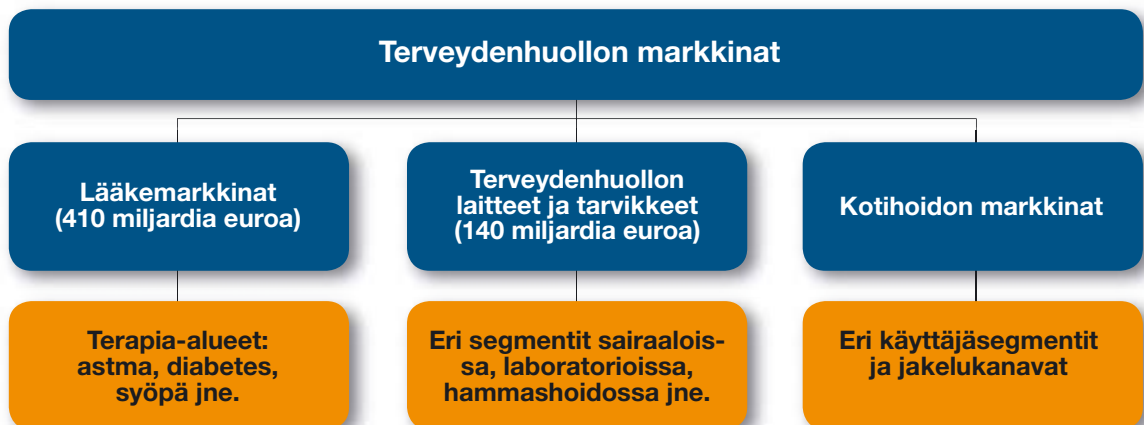 Terveydenhuollon markkinat
Lääkemarkkinat
(410 miljardia euroa)
Terveydenhuollon
laitteet ja tarvikkeet
(140 miljardia euroa)
Kotihoidon markkinat
Terapia-alueet:
astma, diabetes,
syöpä jne.
Eri segmentit sairaalois-
sa, laboratorioissa,
hammashoidossa jne.
Eri käyttäjäsegmentit
ja jakelukanavat